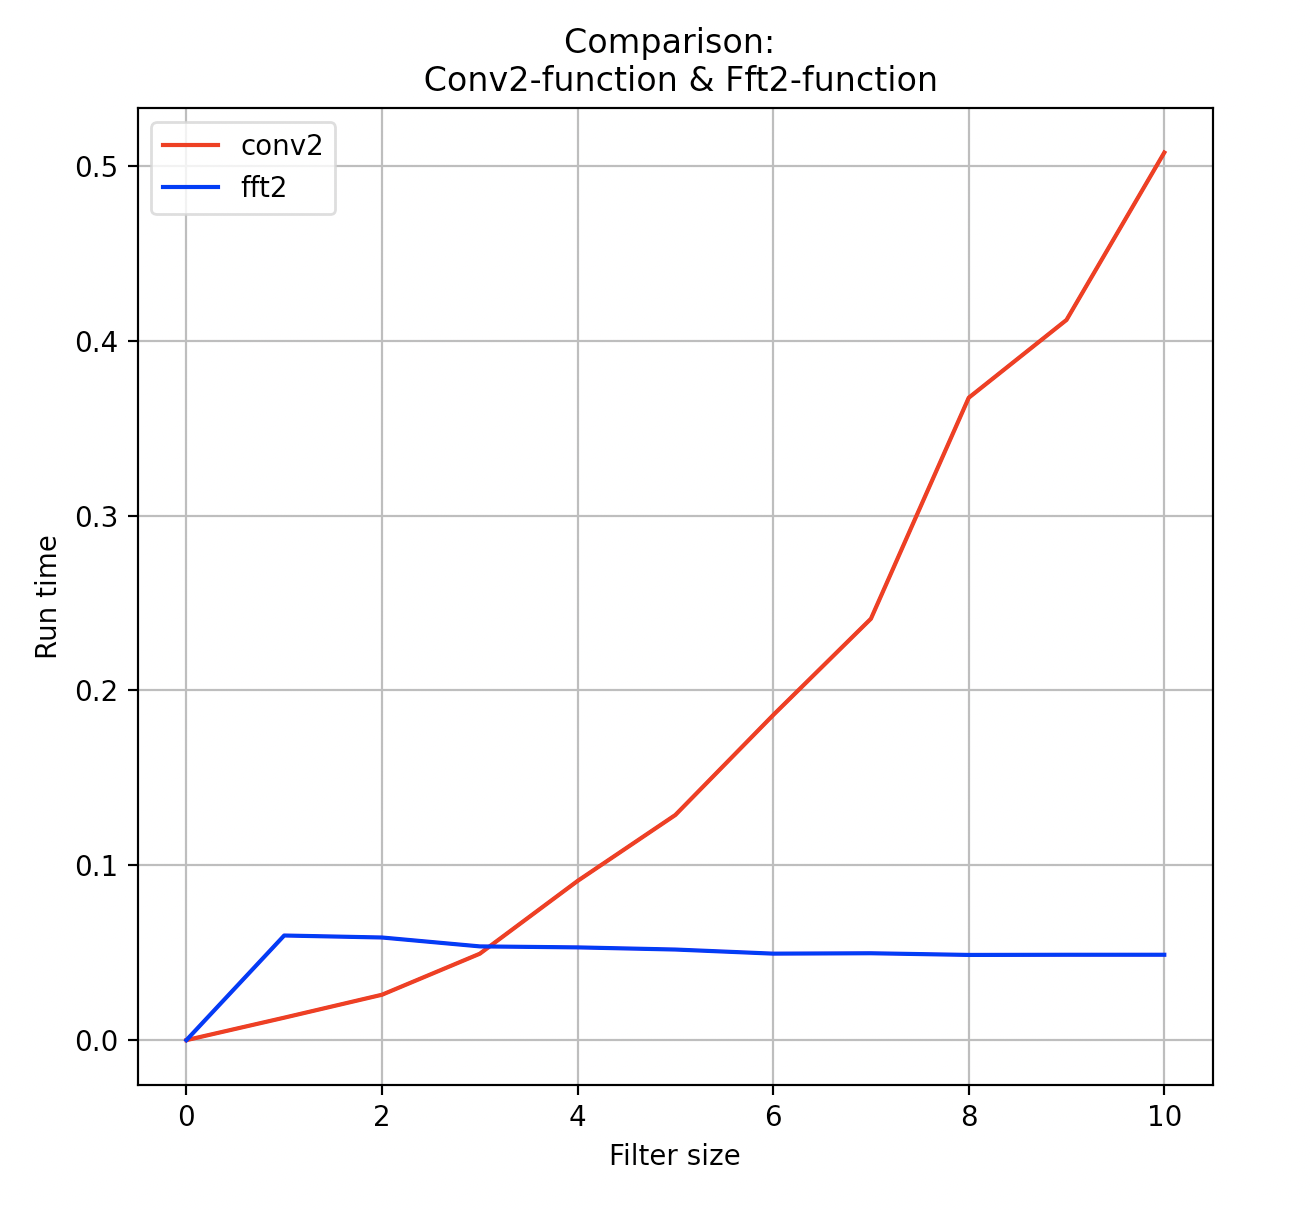 Comparison:
Conv2-function & Fft2-function
conv2
fft2
0.5
0.4
0.3
0.2
0.1
0.0
Run time
0 2 4 6 8 10
Filter size